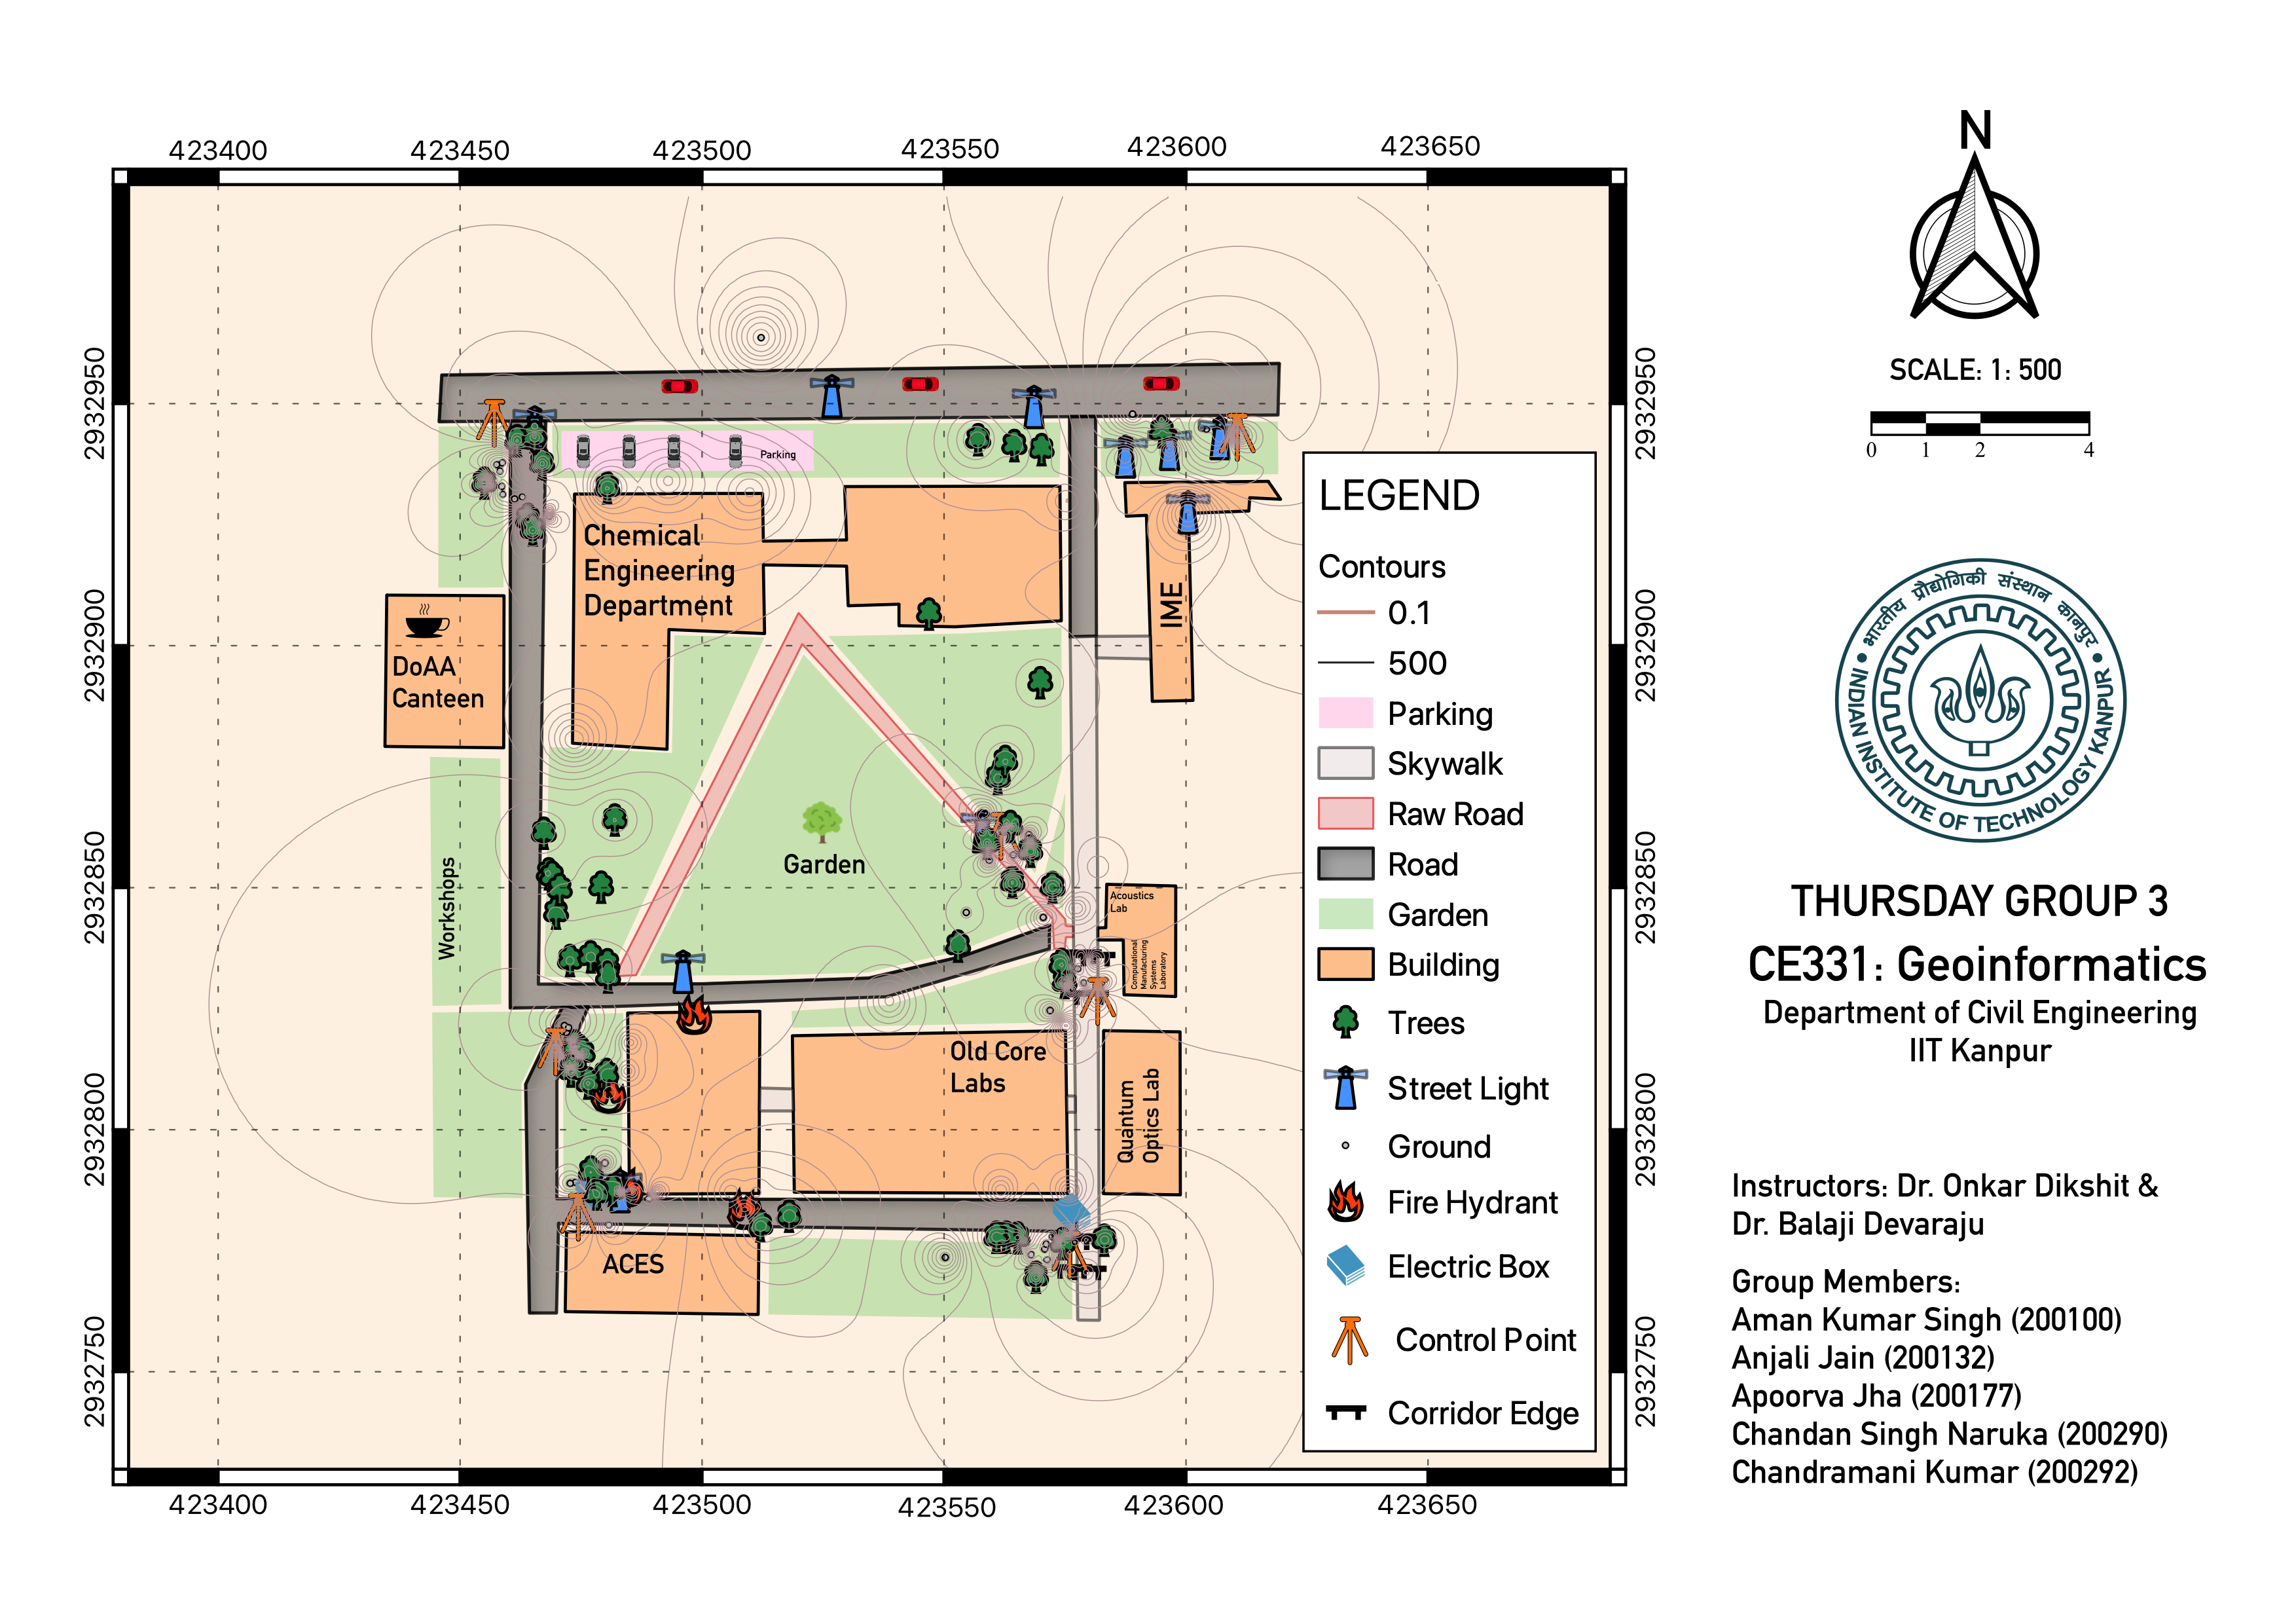 423400 423450 423500 423550 423600 423650
2932950
2932900
2932850
2932800
2932750
2932950
2932900
2932850
2932800
2932750
423400 423450 423500 423550 423600 423650
Parking
Chemical
Engineering
Department
IME
DoAA
Canteen
Workshops
Garden
Acoustics
Lab
Computational
Manufacturing
Systems
Laboratory
Old Core
Labs
Quantum
Optics Lab
ACES
LEGEND
Contours
0.1
500
Parking
Skywalk
Raw Road
Road
Garden
Building
Trees
Street Light
Ground
Fire Hydrant
Electric Box
Control Point
Corridor Edge
N
SCALE: 1: 500
0 1 2 4
भारतीय प्रौद्योगिकी संस्थान कानपुर
INDIAN INSTITUTE OF TECHNOLOGY KANPUR
THURSDAY GROUP 3
CE331: Geoinformatics
Department of Civil Engineering
IIT Kanpur
Instructors: Dr. Onkar Dikshit &
Dr. Balaji Devaraju
Group Members:
Aman Kumar Singh (200100)
Anjali Jain (200132)
Apoorva Jha (200177)
Chandan Singh Naruka (200290)
Chandramani Kumar (200292)